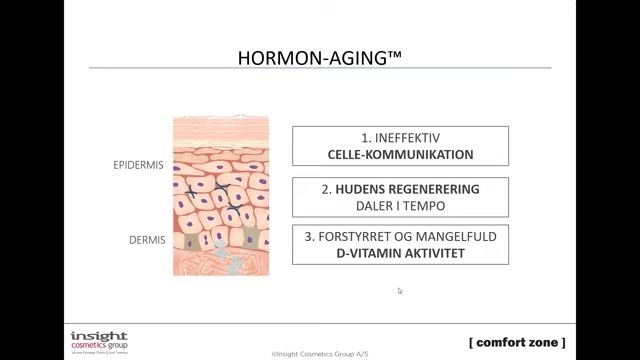 HORMON-AGING™
EPIDERMIS
DERMIS
1. INEFFEKTIV
CELLE-KOMMUNIKATION
2. HUDENS REGENERERING
DALER I TEMPO
3. FORSTYRRET OG MANGELFULD
D-VITAMIN AKTIVITET
insight
cosmetics group
©Insight Cosmetics Group A/S
[ comfort zone ]